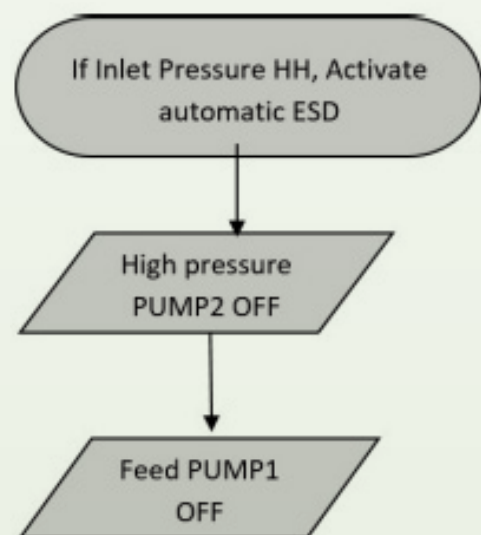 If Inlet Pressure HH, Activate
automatic ESD
High pressure
PUMP2 OFF
Feed PUMP1
OFF